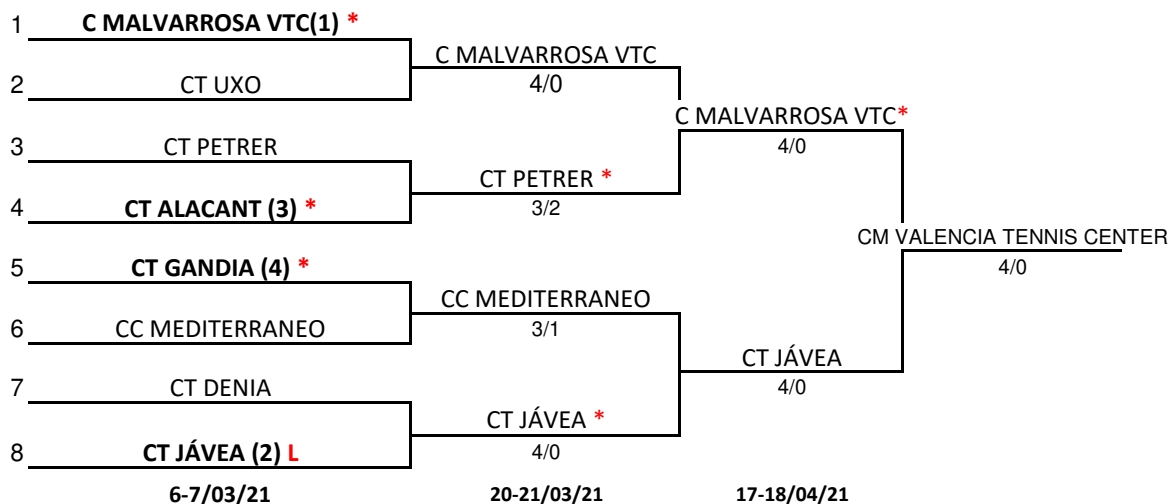 1 C MALVARROSA VTC(1) *
2 CT UXO
C MALVARROSA VTC
4/0
3 CT PETRER
4 CT ALACANT (3) *
CT PETRER *
3/2
C MALVARROSA VTC*
4/0
5 CT GANDIA (4) *
6 CC MEDITERRANEO
CC MEDITERRANEO
3/1
7 CT DENIA
8 CT JÁVEA (2) L
CT JÁVEA *
4/0
CT JÁVEA
4/0
CM VALENCIA TENNIS CENTER
4/0
6-7/03/21
20-21/03/21
17-18/04/21